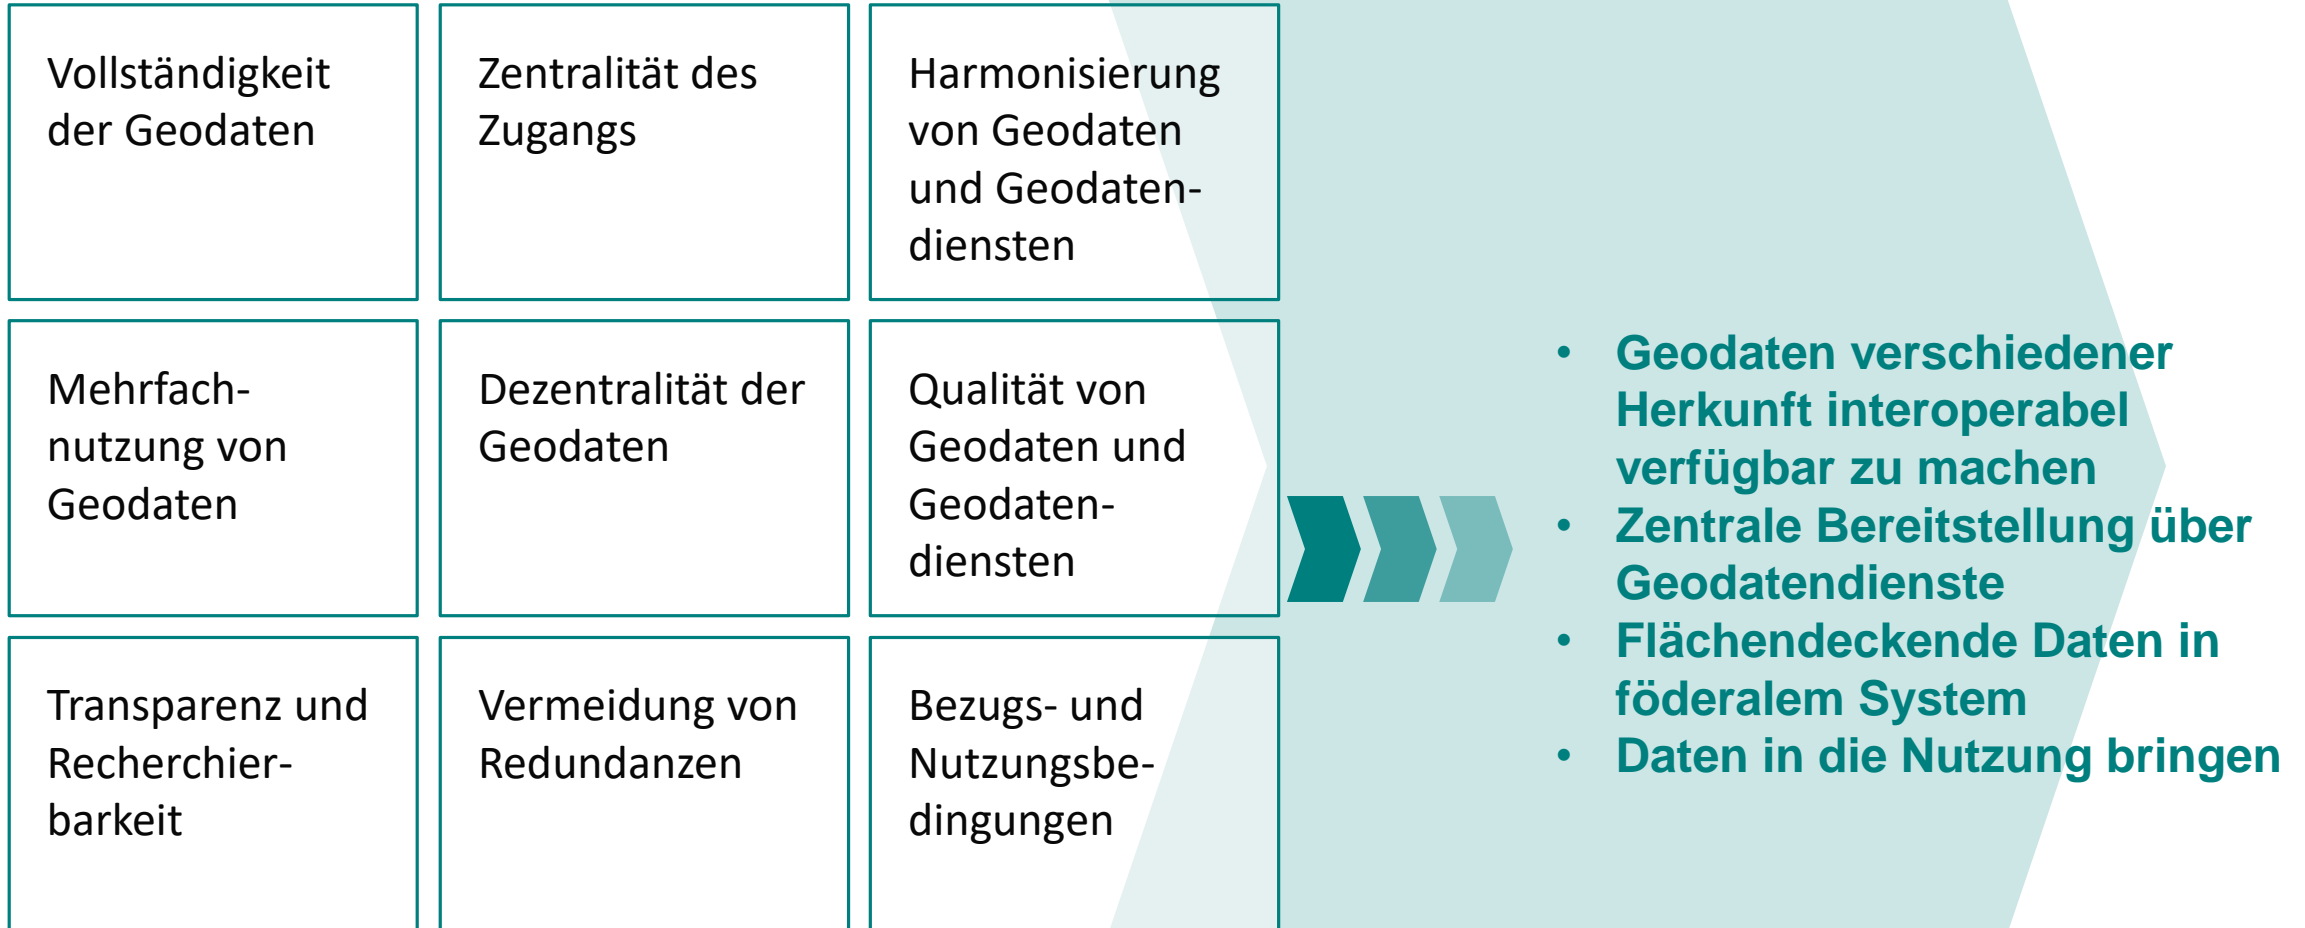 Vollständigkeit
der Geodaten
Zentralität des
Zugangs
Harmonisierung
von Geodaten
und Geodaten-
diensten
Mehrfach-
nutzung von
Geodaten
Dezentralität der
Geodaten
Qualität von
Geodaten und
Geodaten-
diensten
Transparenz und
Recherchier-
barkeit
Vermeidung von
Redundanzen
Bezugs- und
Nutzungsbe-
dingungen
• Geodaten verschiedener
Herkunft interoperabel
verfügbar zu machen
• Zentrale Bereitstellung über
Geodatendienste
• Flächendeckende Daten in
föderalem System
• Daten in die Nutzung bringen